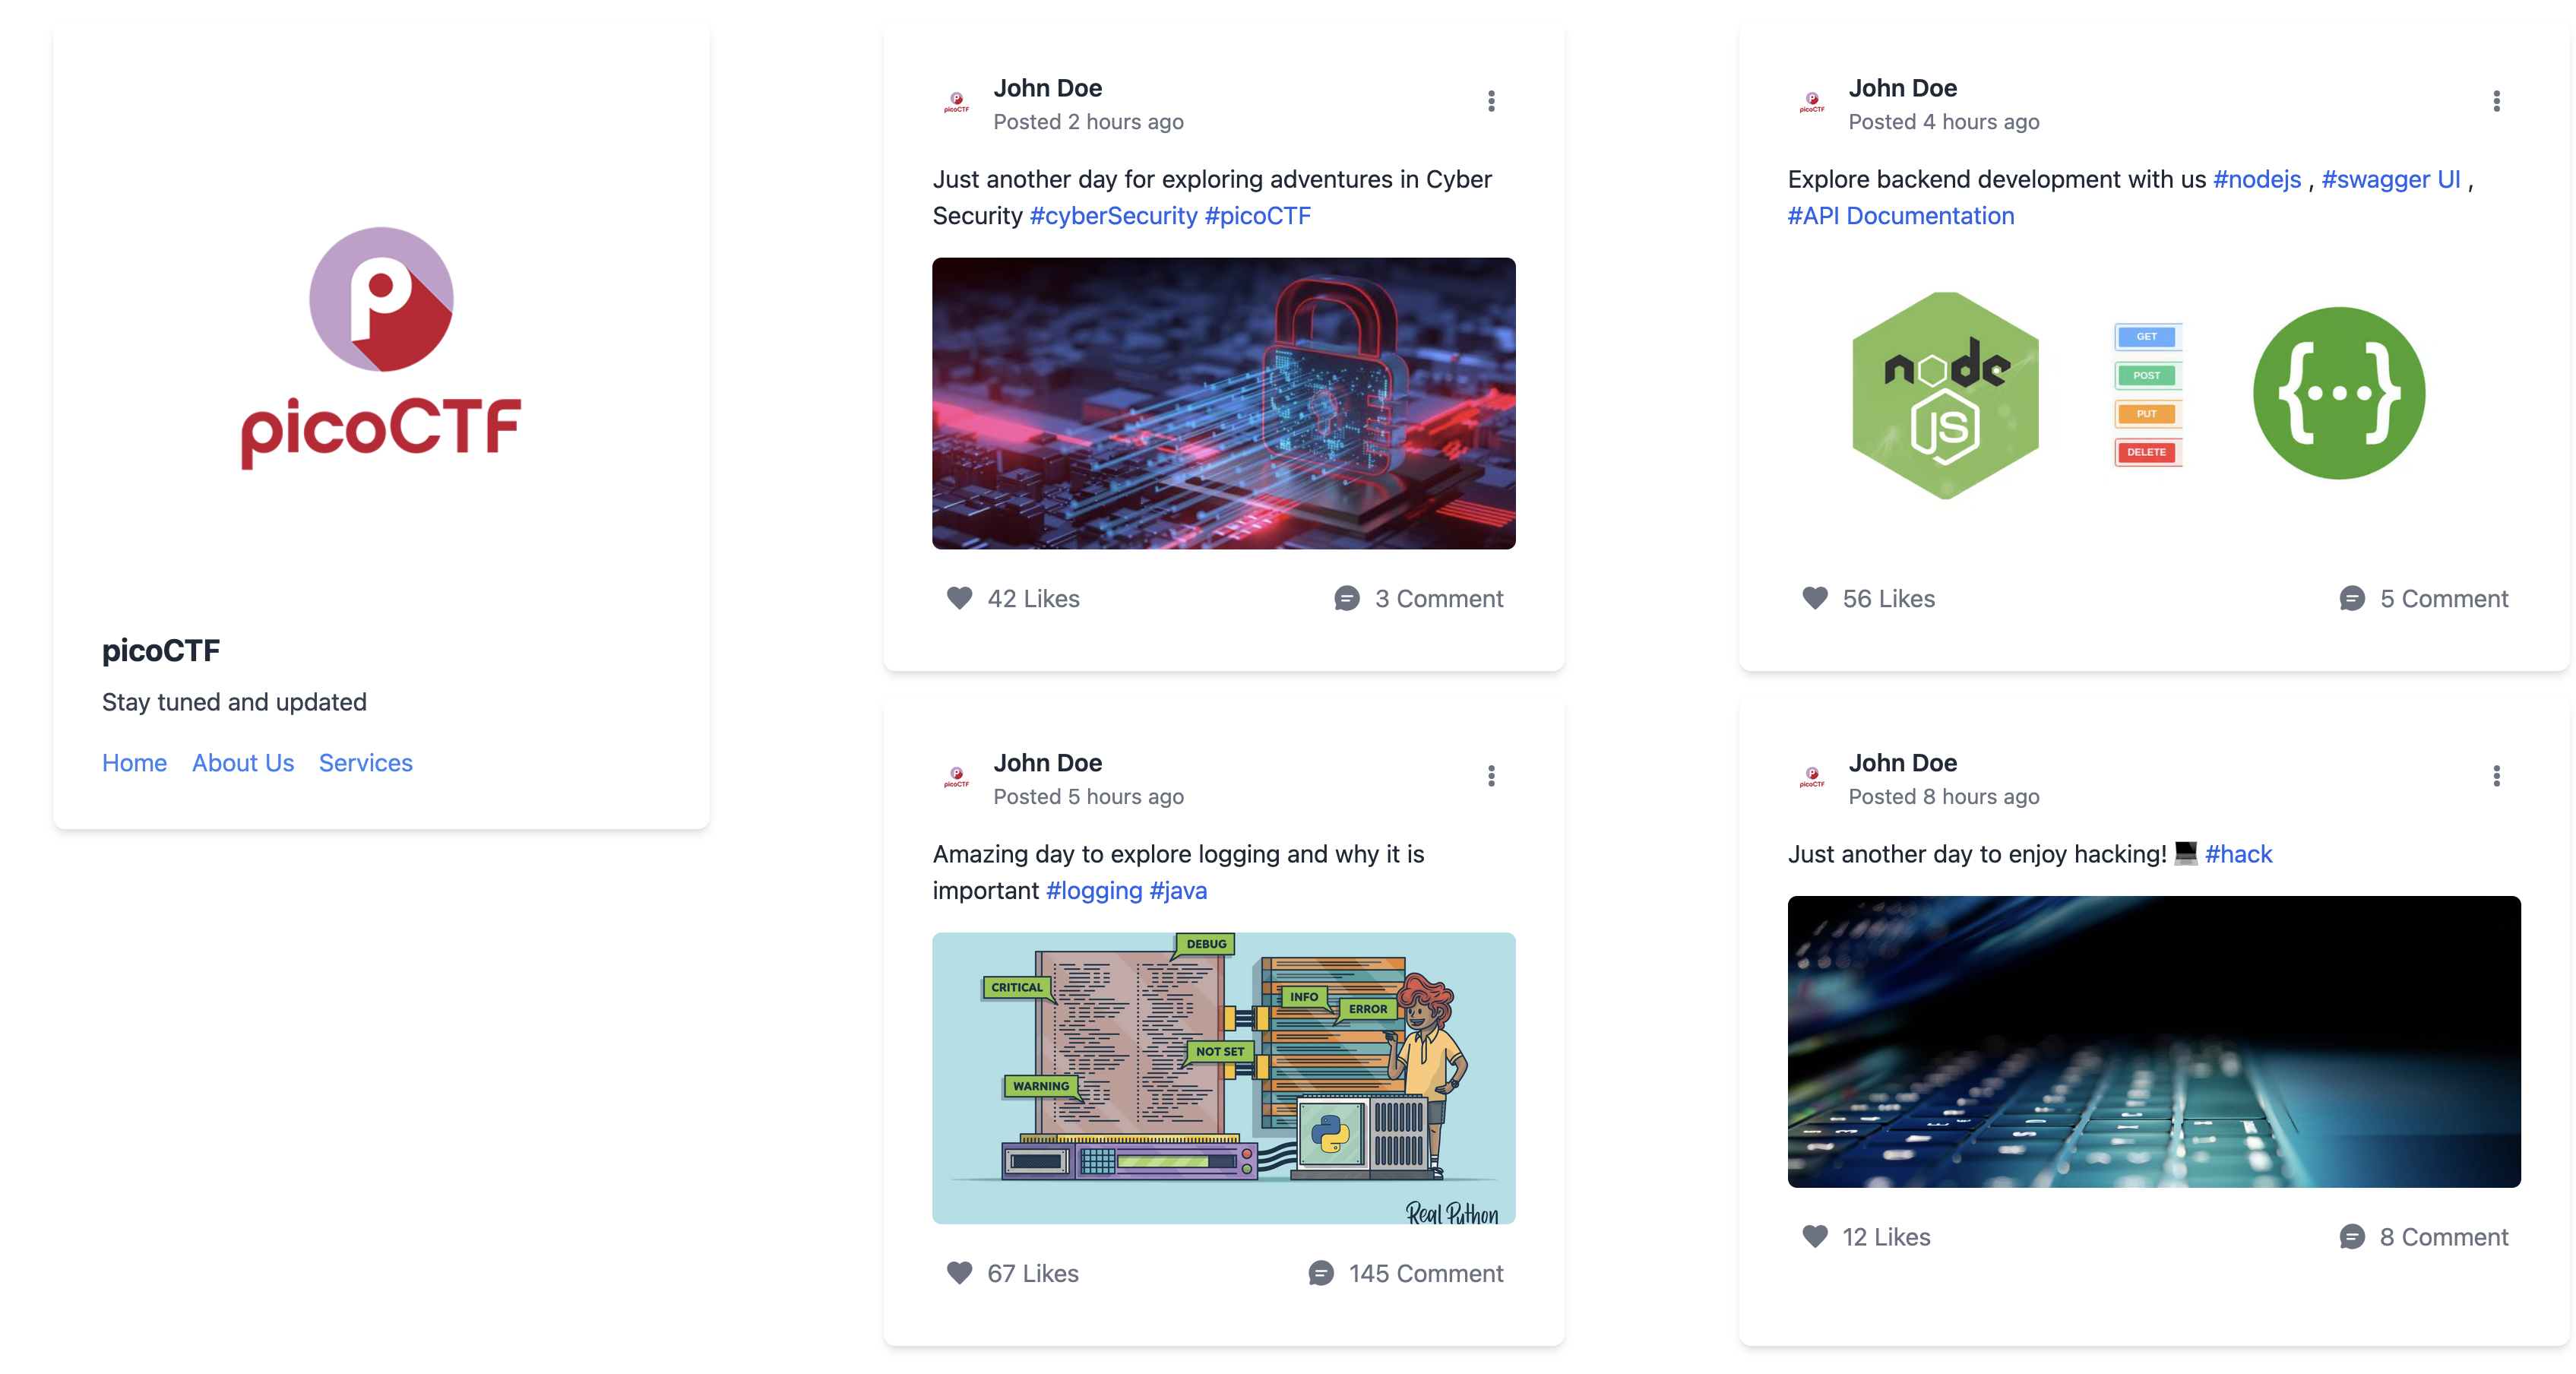 picoCTF
picoCTF
Stay tuned and updated
Home About Us Services
picoCTF
John Doe
Posted 2 hours ago
Just another day for exploring adventures in Cyber
Security #cyberSecurity #picoCTF
42 Likes
3 Comment
picoCTF
John Doe
Posted 4 hours ago
Explore backend development with us #nodejs , #swagger UI ,
#API Documentation
node
JS
GET
POST
PUT
DELETE
{...}
56 Likes
5 Comment
picoCTF
John Doe
Posted 5 hours ago
Amazing day to explore logging and why it is
important #logging #java
DEBUG
CRITICAL
INFO
ERROR
NOT SET
WARNING
Real Python
67 Likes
145 Comment
picoCTF
John Doe
Posted 8 hours ago
Just another day to enjoy hacking! 💻 #hack
12 Likes
8 Comment